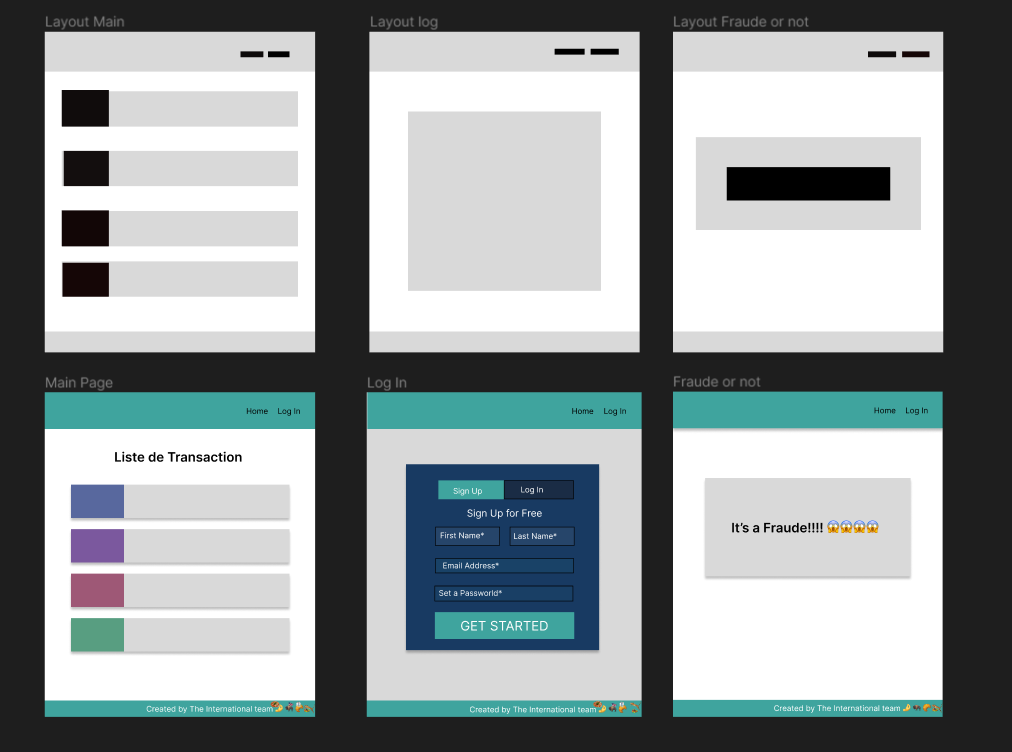 Layout Main
Layout log
Layout Fraude or not
Main Page
Home Log In
Liste de Transaction
Created by The International team
Log In
Home Log In
Sign Up Log In
Sign Up for Free
First Name* Last Name*
Email Address*
Set a Passworld*
GET STARTED
Created by The International team
Fraude or not
Home Log In
It's a Fraude!!!! 😱😱😱😱
Created by The International team